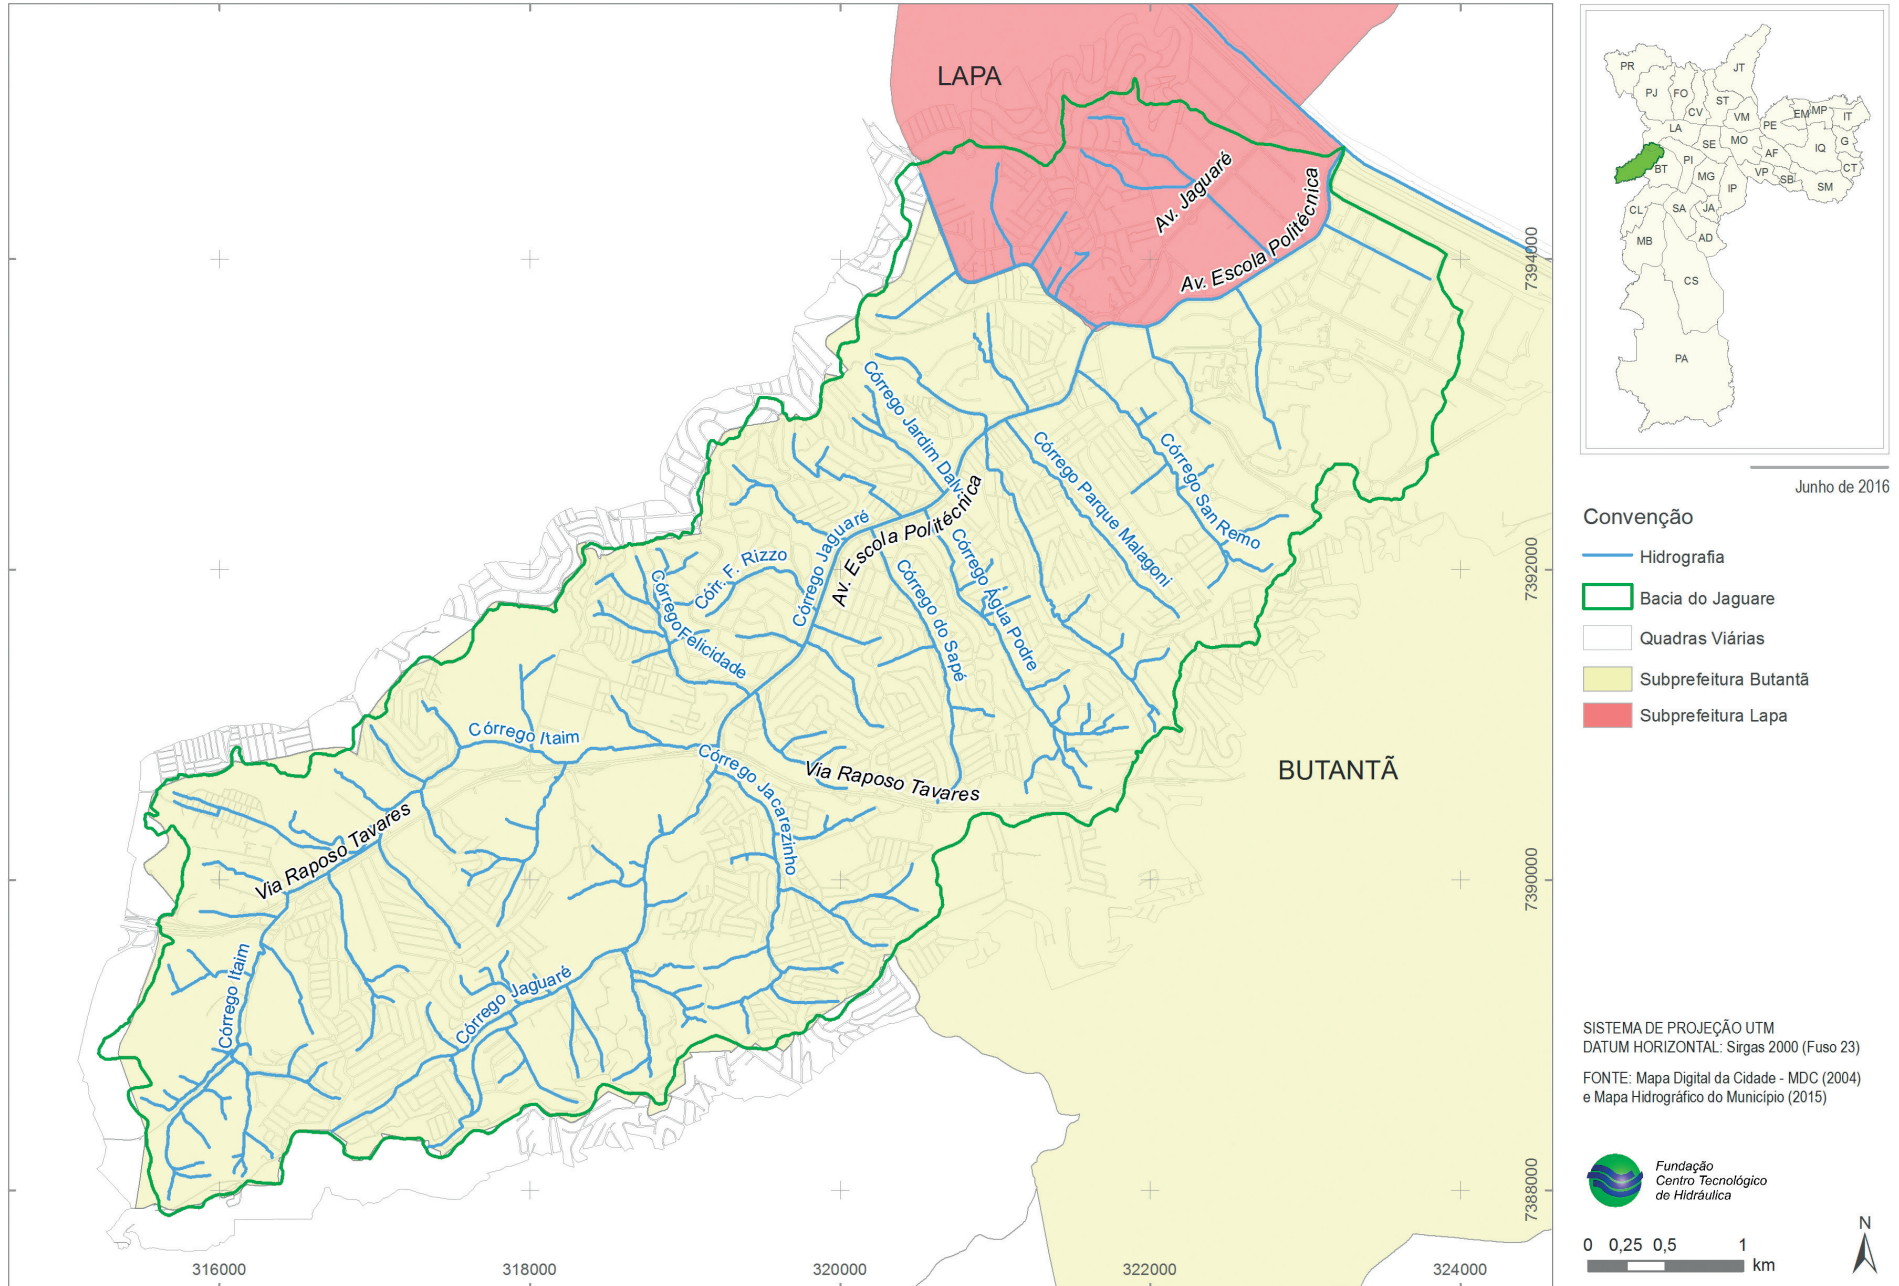 LAPA
Av. Jaguaré
Av. Escola Politécnica
Córrego Jardim Dalv
Av. Escola Politécnica
Córrego Parque Malagoni
Córrego San Remo
Córrego Jaguaré
Córr. F. Rizzo
Córrego Felicidade
Córrego do Sapé
Córrego Água Podre
Córrego Itaim
Córrego Jacarezinho
Via Raposo Tavares
BUTANTÃ
Via Raposo Tavares
Córrego Itaim
Córrego Jaguaré
7394000
7392000
7390000
7388000
316000
318000
320000
322000
324000
PR
JT
PJ
FO
ST
CV
VM
EM
MP
IT
LA
PE
SE
MO
IQ
G
BT
PI
AF
CT
MG
VP
SB
IP
SM
CL
SA
JA
MB
AD
CS
PA
Junho de 2016
Convenção
Hidrografia
Bacia do Jaguare
Quadras Viárias
Subprefeitura Butantã
Subprefeitura Lapa
SISTEMA DE PROJEÇÃO UTM
DATUM HORIZONTAL: Sirgas 2000 (Fuso 23)
FONTE: Mapa Digital da Cidade - MDC (2004)
e Mapa Hidrográfico do Município (2015)
Fundação
Centro Tecnológico
de Hidráulica
N
0 0,25 0,5 1
km